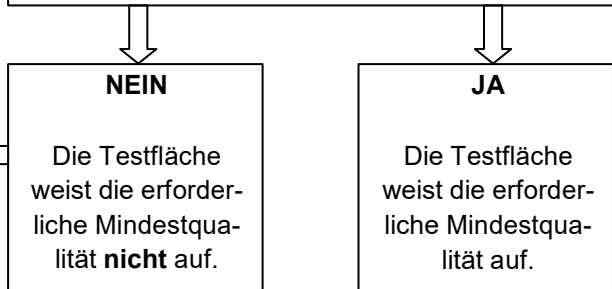 NEIN
Die Testfläche
weist die erforder-
liche Mindestqua-
lität nicht auf.
JA
Die Testfläche
weist die erforder-
liche Mindestqua-
lität auf.